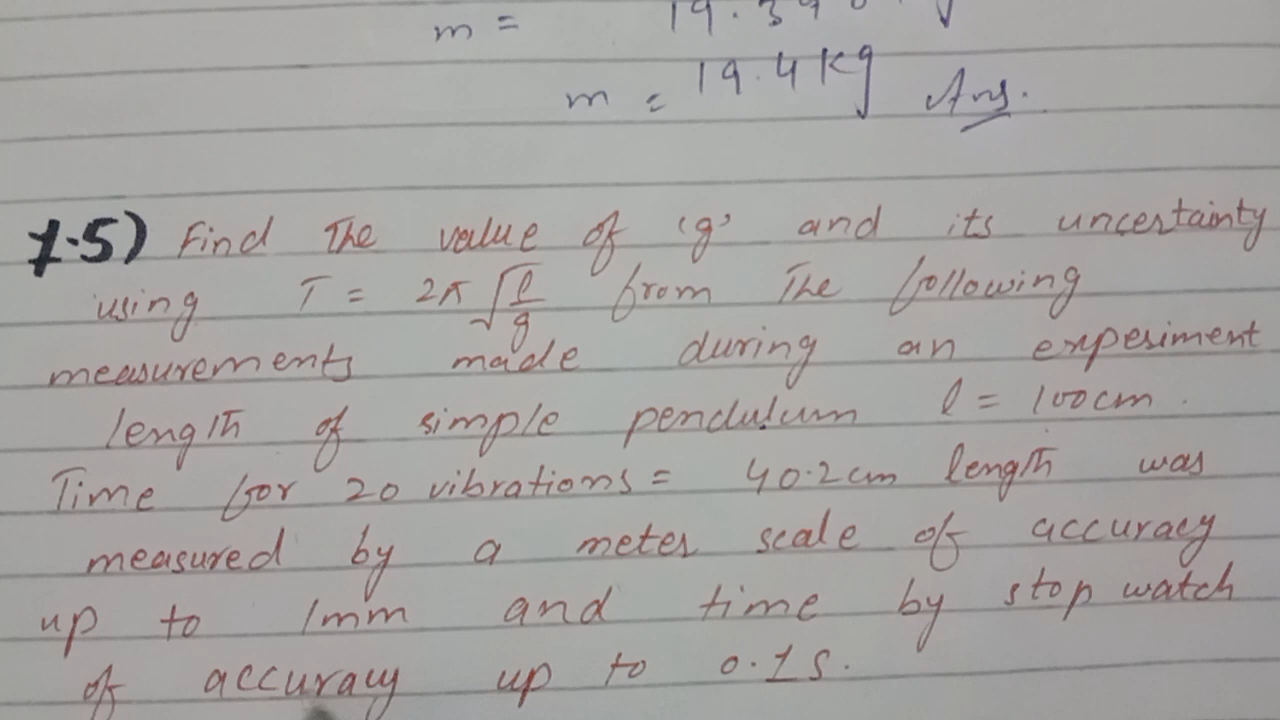 m =
m = 19.4 kg Ans.
1.5) Find The value of 'g' and its uncertainty
using T = 2π √l/g from The following
measurements made during an experiment
length of simple pendulum l = 100cm.
Time for 20 vibrations = 40.2cm length was
measured by a meter scale of accuracy
up to 1mm and time by stop watch
of accuracy up to 0.1s.